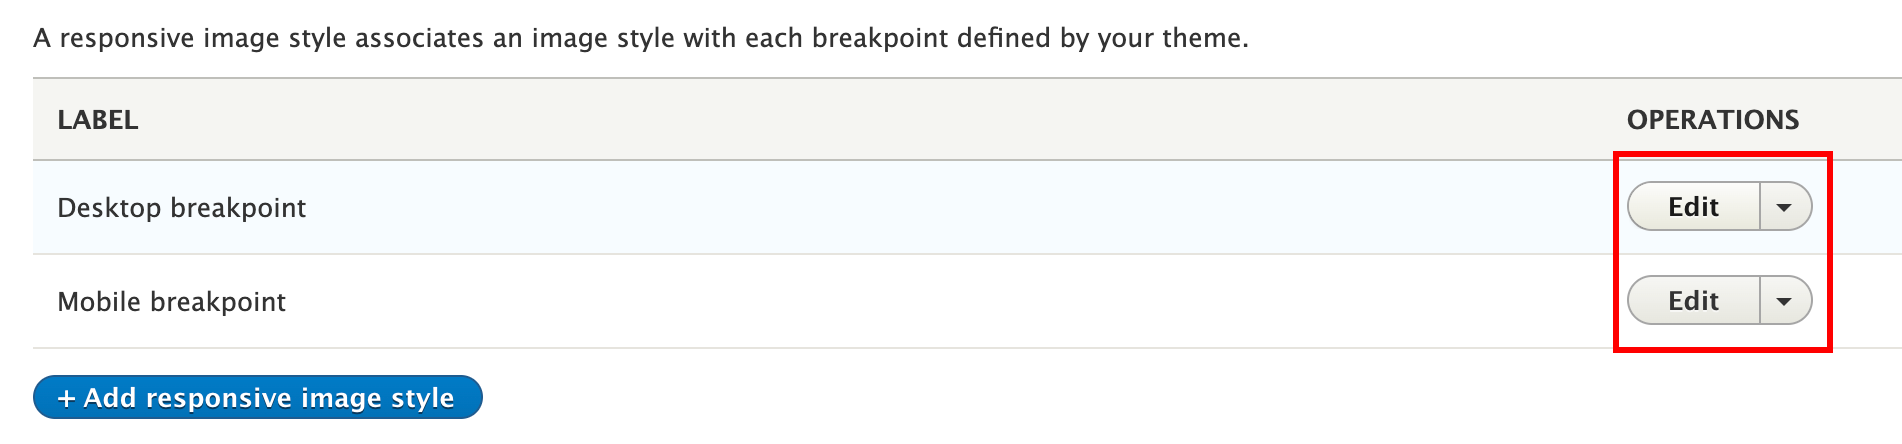 A responsive image style associates an image style with each breakpoint defined by your theme.
LABEL OPERATIONS
Desktop breakpoint Edit
Mobile breakpoint Edit
+ Add responsive image style